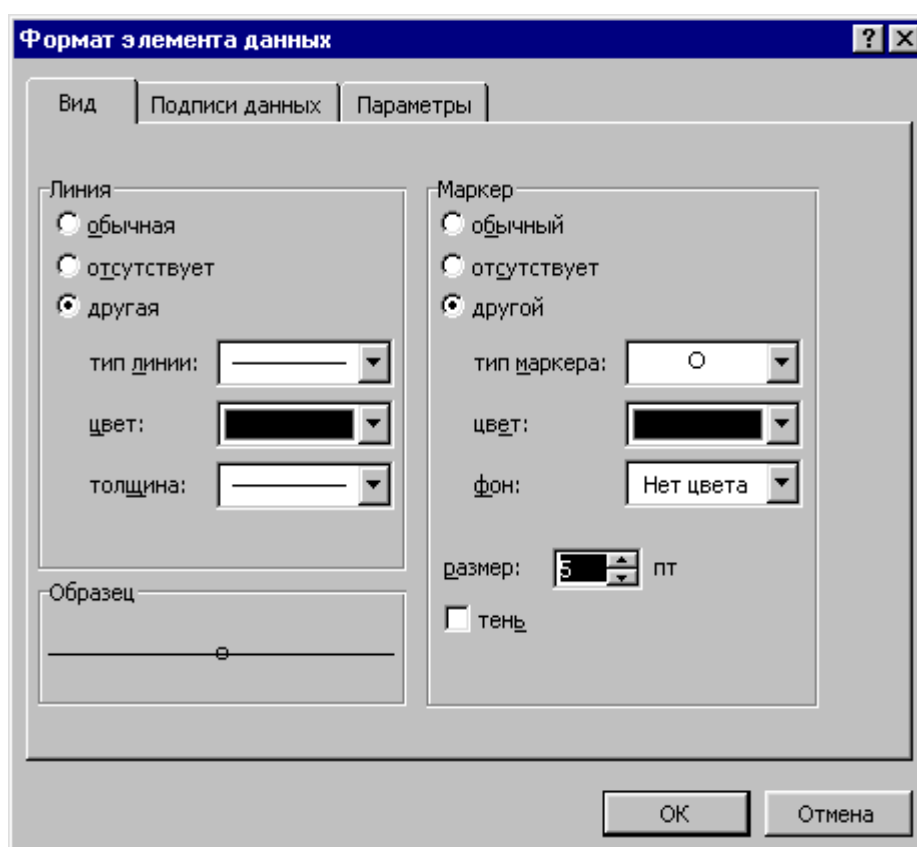 Формат элемента данных
Вид
Подписи данных
Параметры
Линия
обычная
отсутствует
другая
тип линии:
цвет:
толщина:
Образец
Маркер
обычный
отсутствует
другой
тип маркера:
цвет:
фон:
Нет цвета
размер:
5
пт
тень
ОК
Отмена